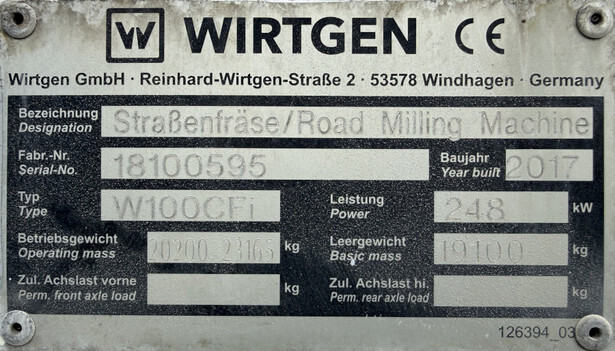 W WIRTGEN CE
Wirtgen GmbH · Reinhard-Wirtgen-Straße 2 · 53578 Windhagen · Germany
Bezeichnung
Designation
Straßenfräse/Road Milling Machine
Fabr.-Nr.
Serial-No.
18100595
Baujahr
Year built
2017
Typ
Type
W100CFi
Leistung
Power
248 kW
Betriebsgewicht
Operating mass
20200 23165 kg
Leergewicht
Basic mass
19100 kg
Zul. Achslast vorne
Perm. front axle load
kg
Zul. Achslast hi.
Perm. rear axle load
kg
126394_03